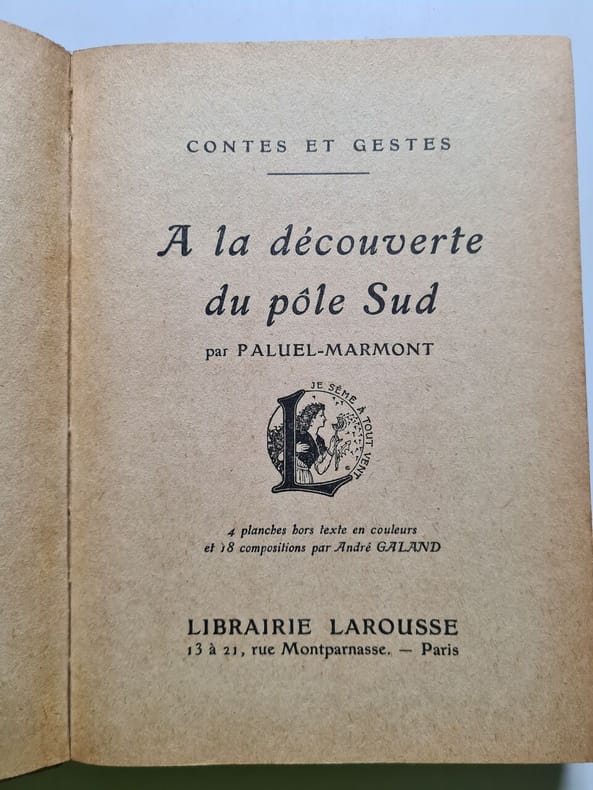 CONTES ET GESTES
A la découverte
du pôle Sud
par PALUEL-MARMONT
JE SÈME À TOUT VENT
L
4 planches hors texte en couleurs
et 18 compositions par André GALAND
LIBRAIRIE LAROUSSE
13 à 21, rue Montparnasse. — Paris